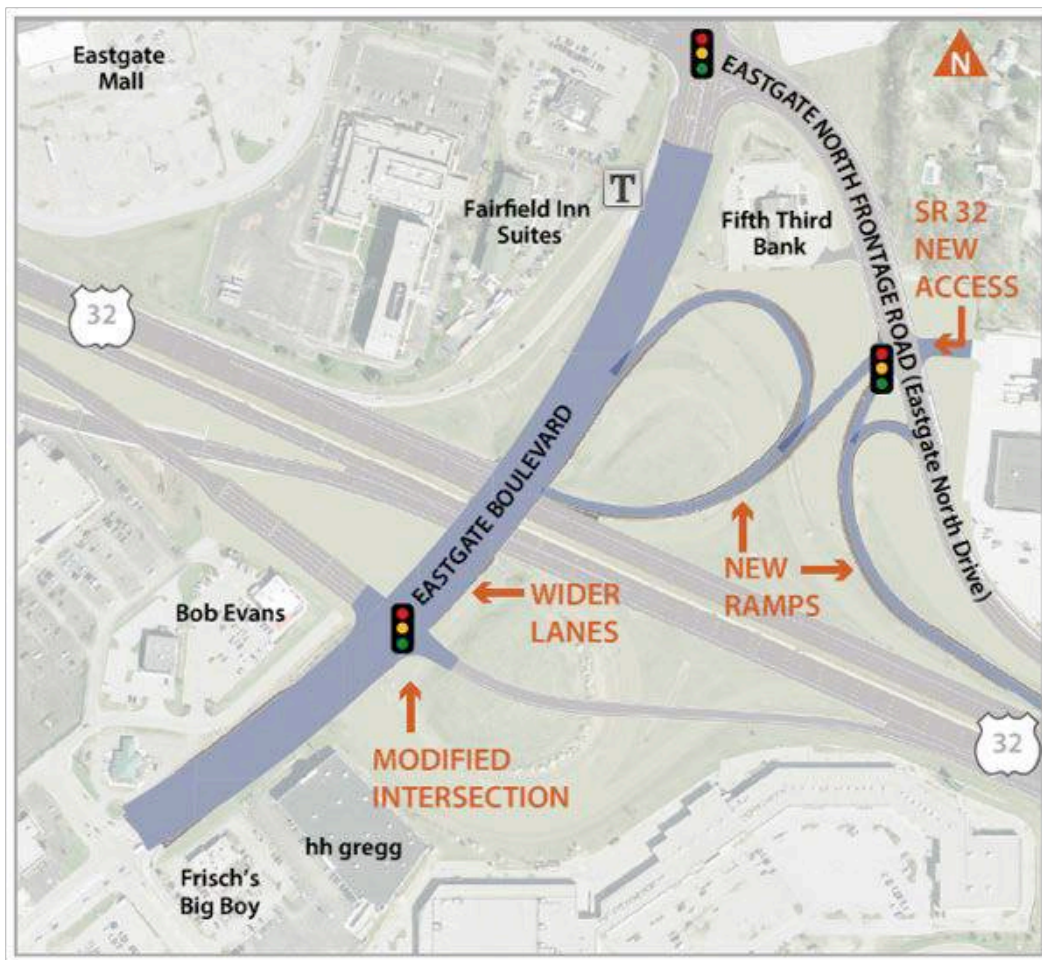 Eastgate
Mall
N
EASTGATE NORTH FRONTAGE ROAD (Eastgate North Drive)
T
Fairfield Inn
Suites
Fifth Third
Bank
SR 32
NEW
ACCESS
32
EASTGATE BOULEVARD
NEW
RAMPS
WIDER
LANES
Bob Evans
32
MODIFIED
INTERSECTION
hh gregg
Frisch's
Big Boy